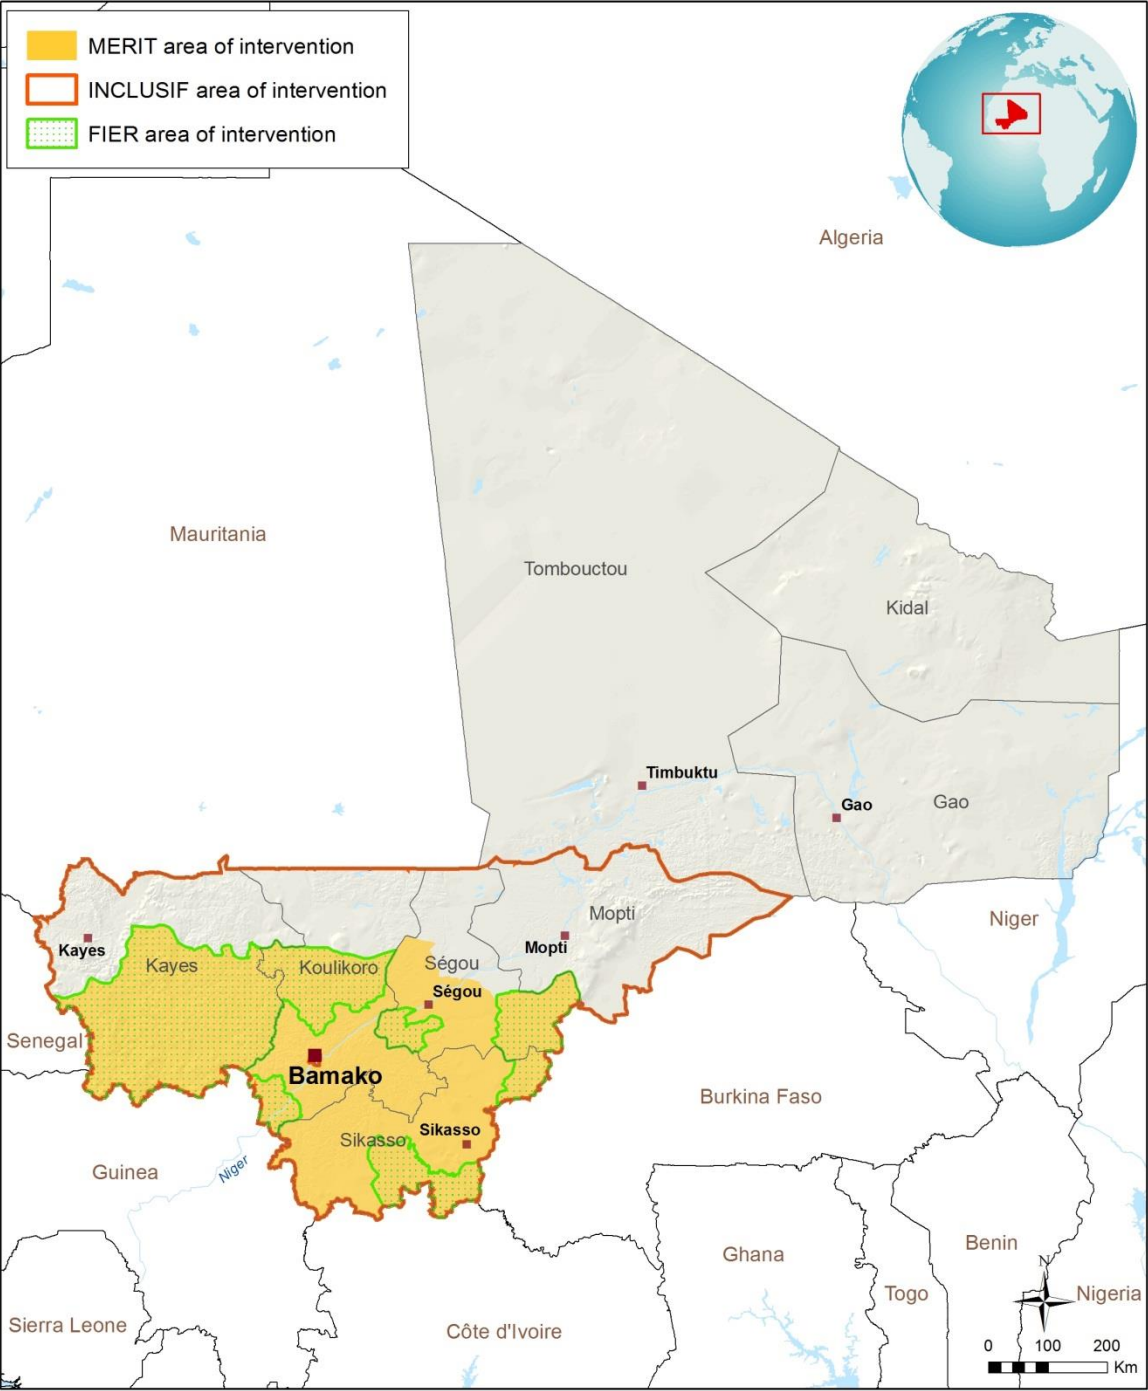 MERIT area of intervention
INCLUSIF area of intervention
FIER area of intervention
Algeria
Mauritania
Tombouctou
Kidal
Timbuktu
Gao
Gao
Mopti
Niger
Kayes
Mopti
Kayes
Koulikoro
Ségou
Ségou
Senegal
Bamako
Burkina Faso
Sikasso
Sikasso
Guinea
Niger
Ghana
Benin
N
Togo
Nigeria
Sierra Leone
Côte d'Ivoire
0 100 200
Km